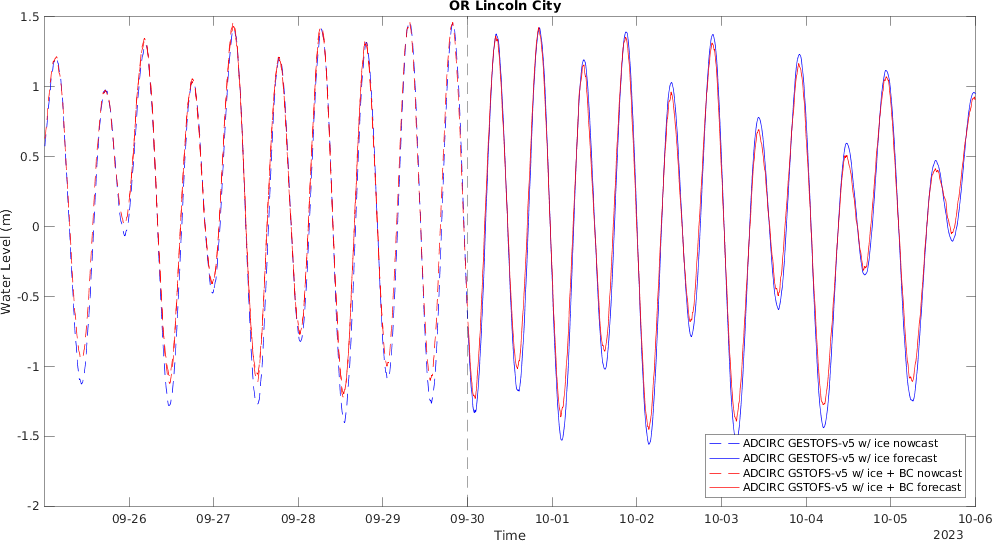 OR Lincoln City
1.5
1
0.5
0
-0.5
-1
-1.5
-2
Water Level (m)
09-26 09-27 09-28 09-29 09-30 10-01 10-02 10-03 10-04 10-05 10-06
Time
2023
ADCIRC GESTOFS-v5 w/ ice nowcast
ADCIRC GESTOFS-v5 w/ ice forecast
ADCIRC GSTOFS-v5 w/ ice + BC nowcast
ADCIRC GSTOFS-v5 w/ ice + BC forecast